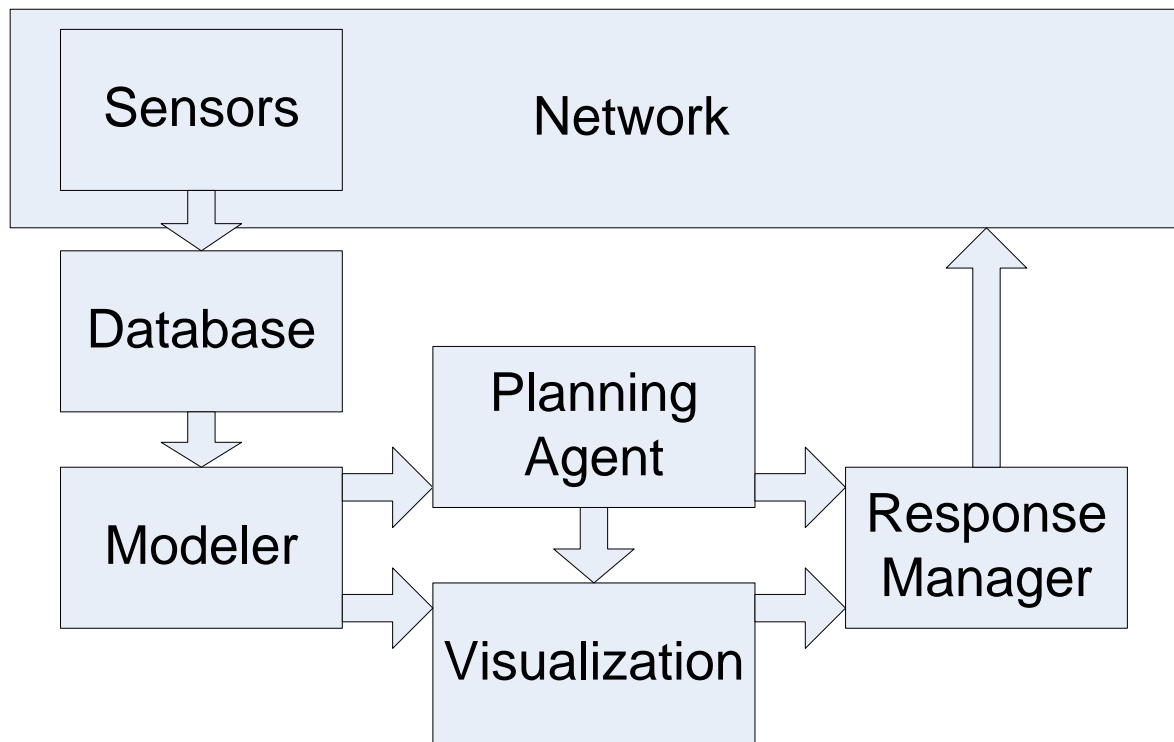 Sensors
Network
Database
Planning
Agent
Modeler
Response
Manager
Visualization